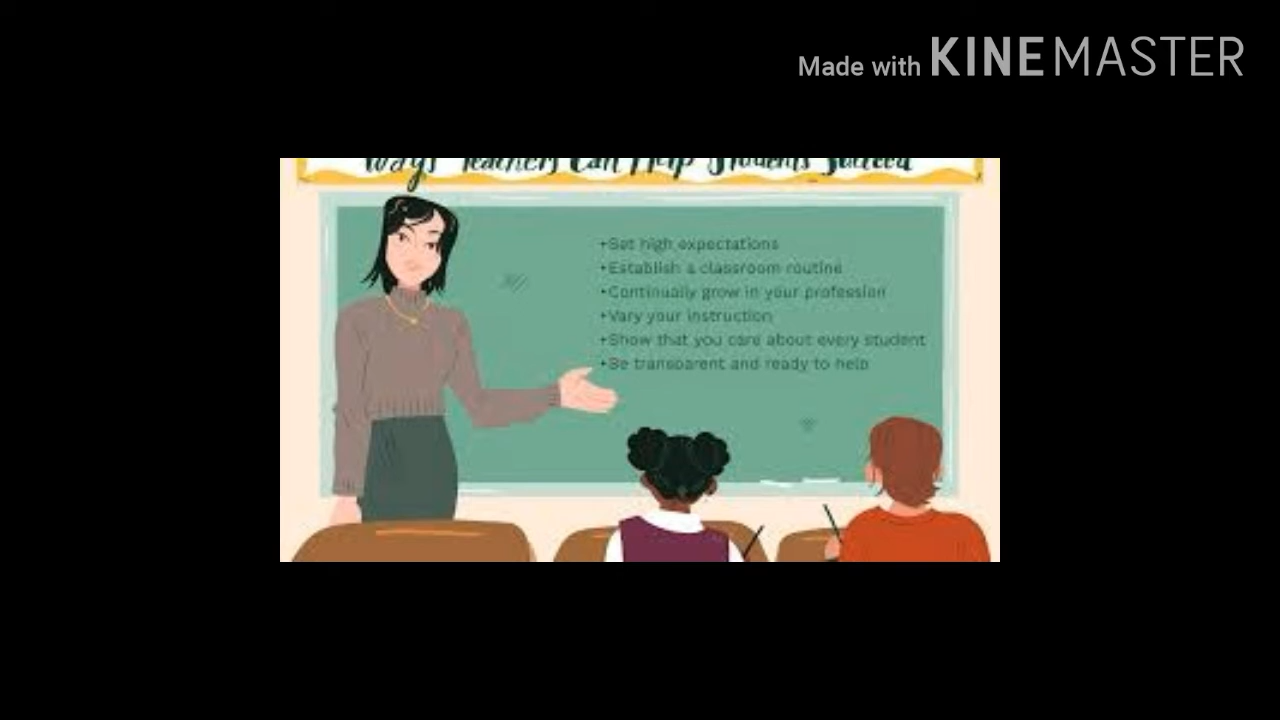 Made with KINEMASTER
Ways Teachers Can Help Students Succeed
•Set high expectations
•Establish a classroom routine
•Continually grow in your profession
•Vary your instruction
•Show that you care about every student
•Be transparent and ready to help